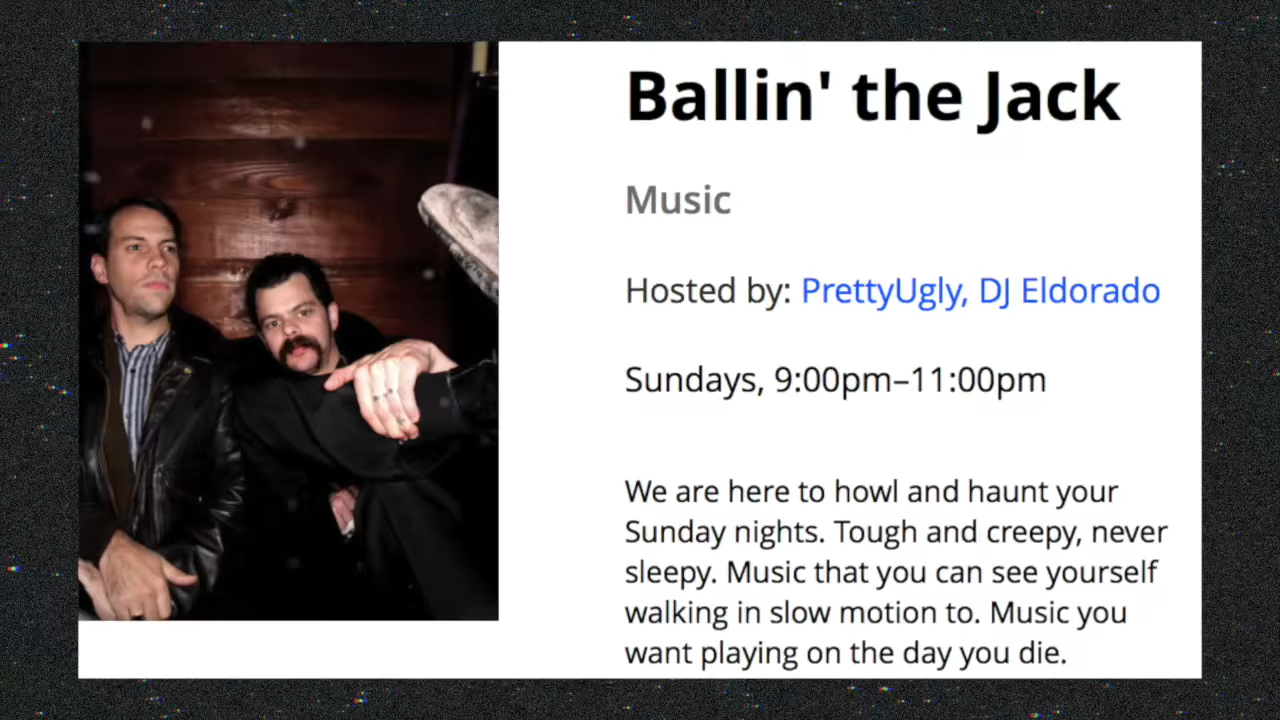 Ballin' the Jack
Music
Hosted by: PrettyUgly, DJ Eldorado
Sundays, 9:00pm–11:00pm
We are here to howl and haunt your
Sunday nights. Tough and creepy, never
sleepy. Music that you can see yourself
walking in slow motion to. Music you
want playing on the day you die.